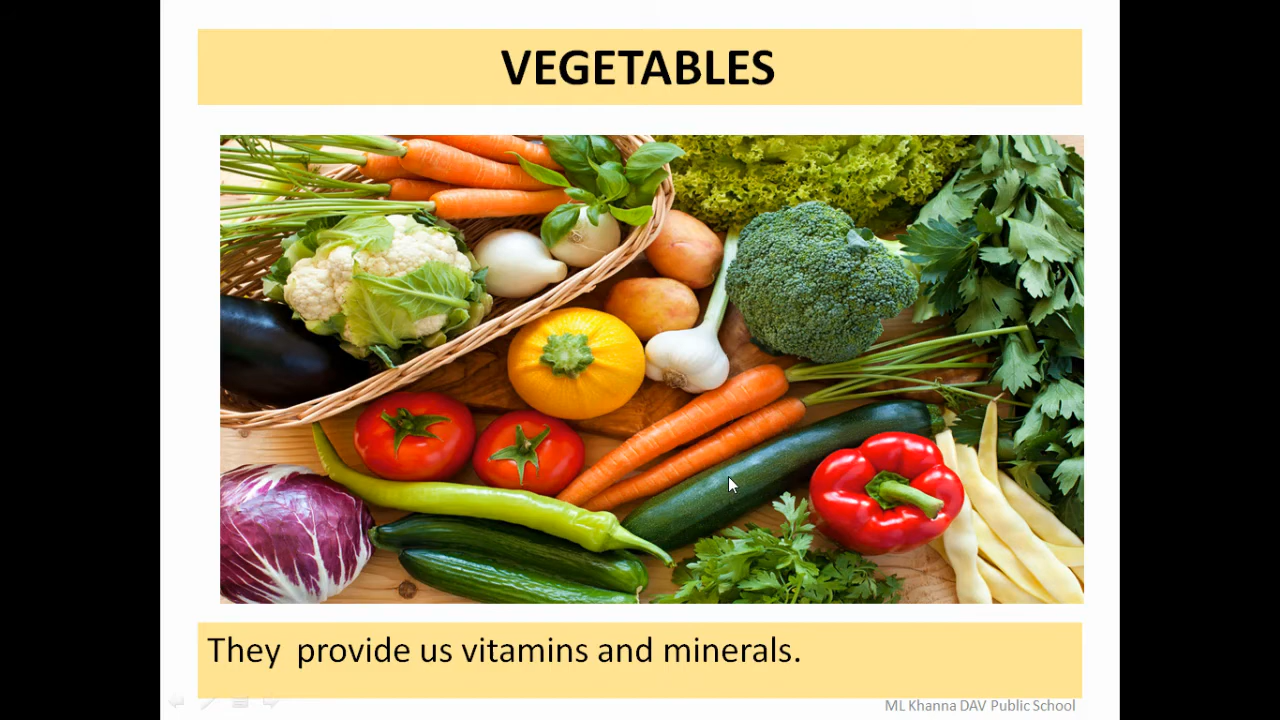 VEGETABLES
They provide us vitamins and minerals.
ML Khanna DAV Public School